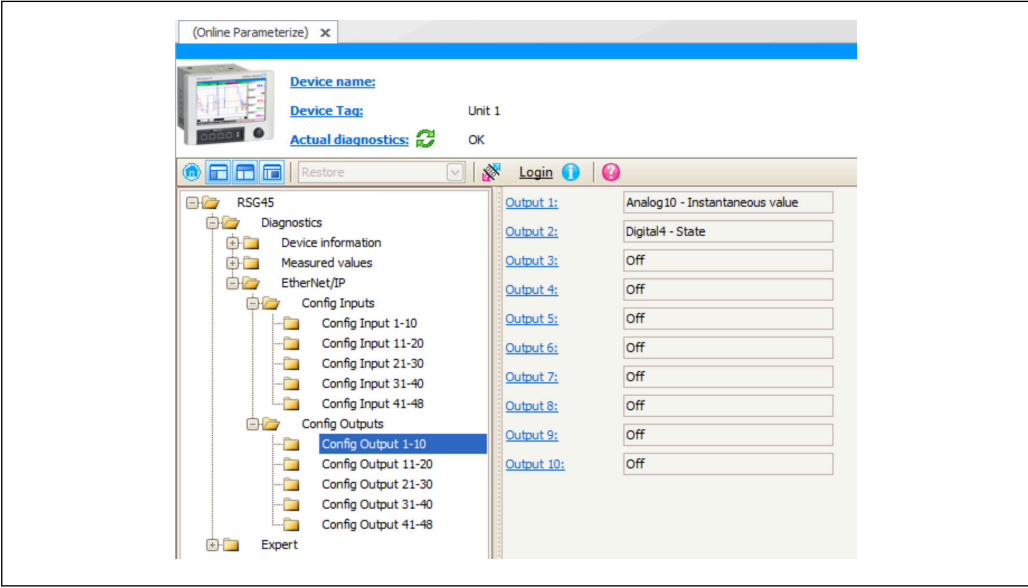 (Online Parameterize) x
Device name:
Device Tag: Unit 1
Actual diagnostics: OK
Restore Login
RSG45
Diagnostics
Device information
Measured values
EtherNet/IP
Config Inputs
Config Input 1-10
Config Input 11-20
Config Input 21-30
Config Input 31-40
Config Input 41-48
Config Outputs
Config Output 1-10
Config Output 11-20
Config Output 21-30
Config Output 31-40
Config Output 41-48
Expert
Output 1: Analog10 - Instantaneous value
Output 2: Digital4 - State
Output 3: Off
Output 4: Off
Output 5: Off
Output 6: Off
Output 7: Off
Output 8: Off
Output 9: Off
Output 10: Off